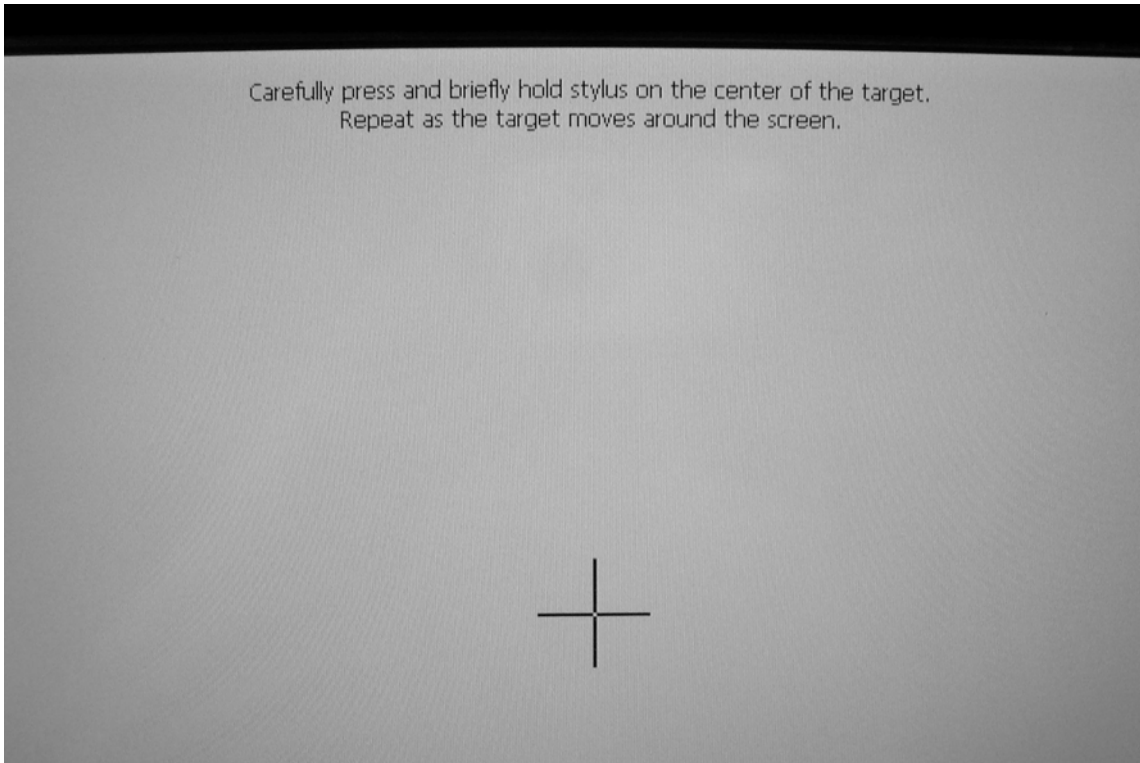 Carefully press and briefly hold stylus on the center of the target.
Repeat as the target moves around the screen.